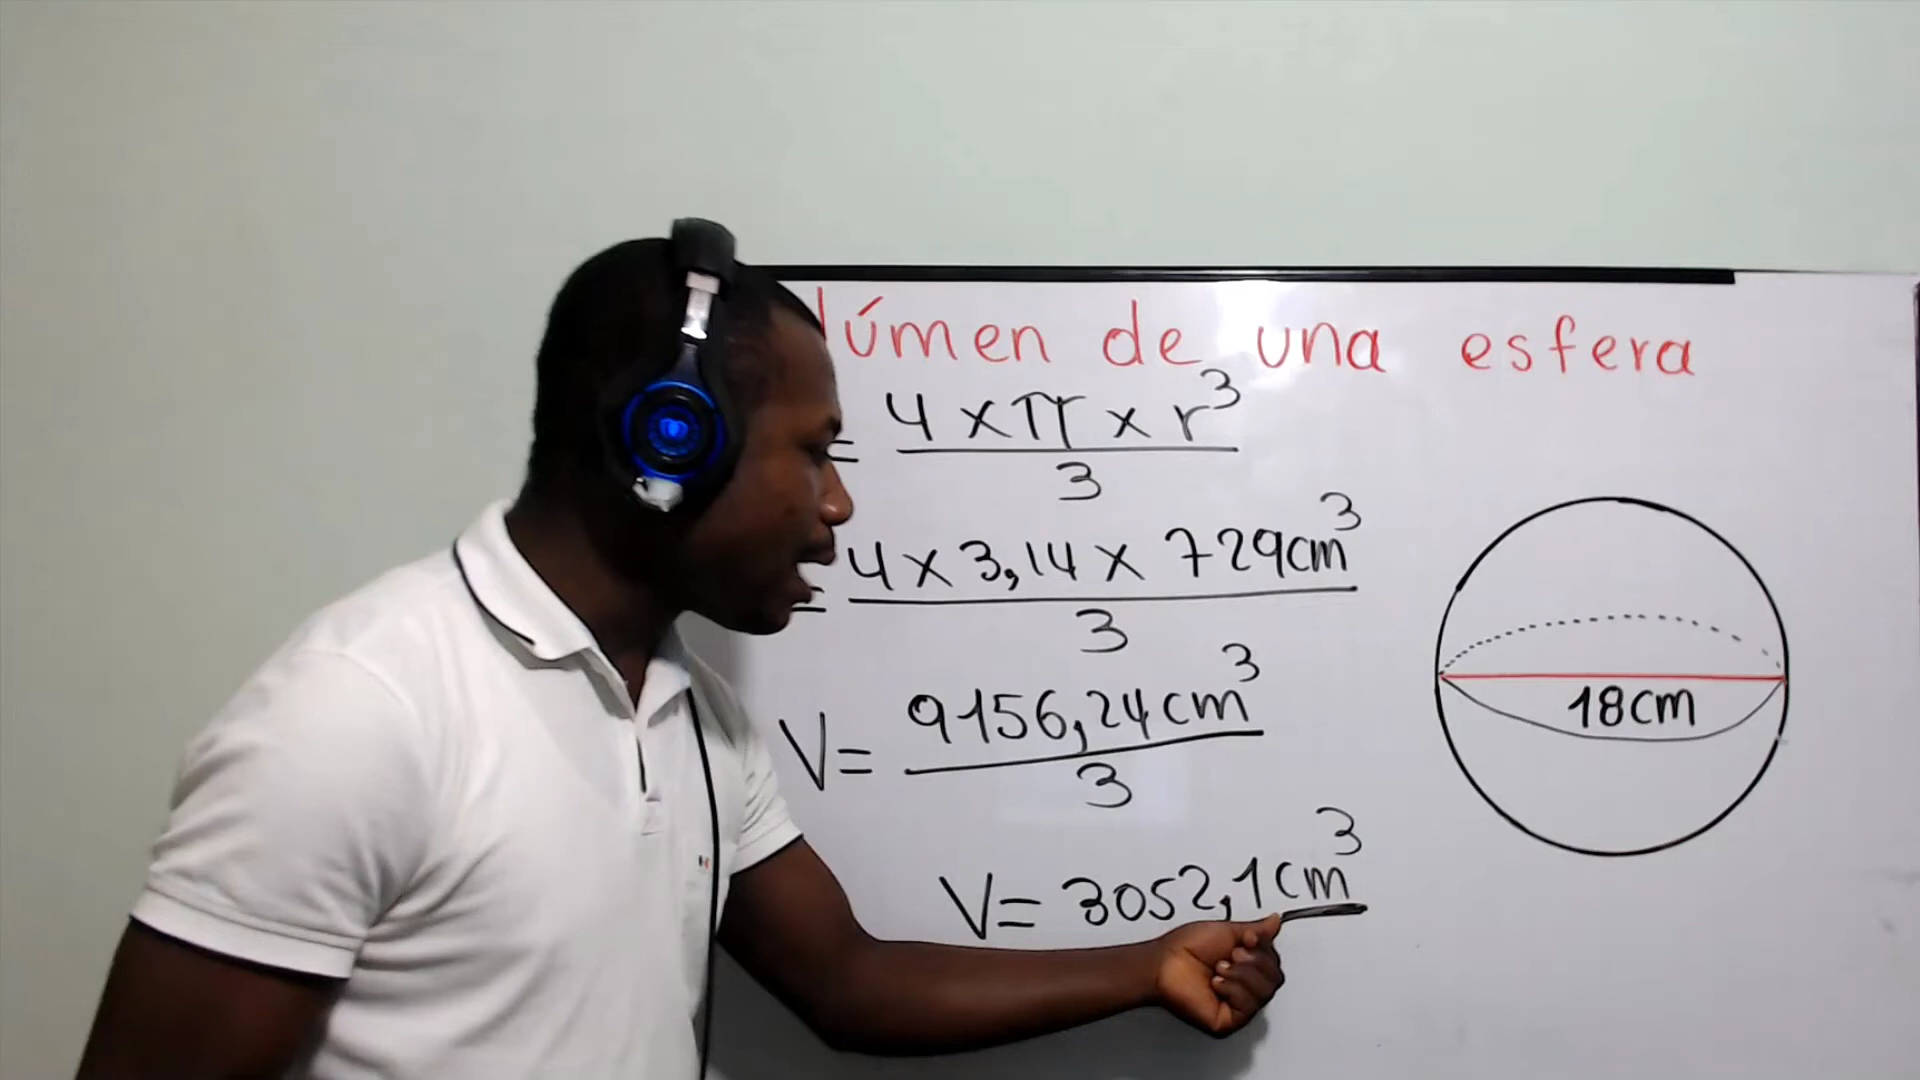 lúmen de una esfera
= 4 x π x r³
3
= 4 x 3,14 x 729cm³
3
V= 9156,24cm³
3
V= 3052,1cm³
18cm